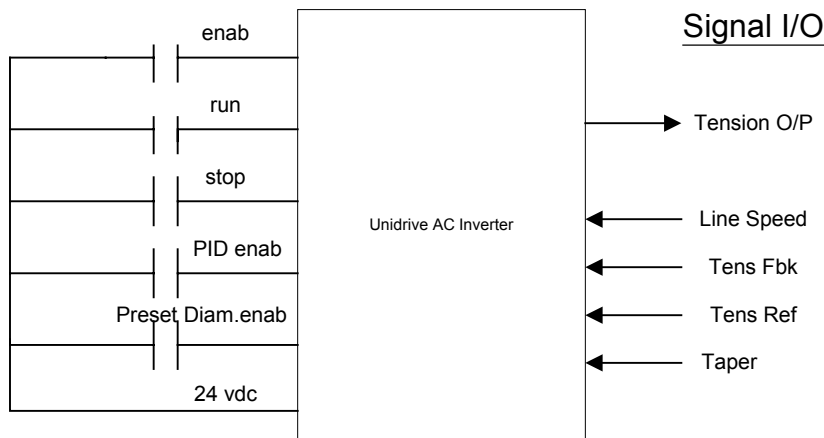 enab
run
stop
PID enab
Preset Diam.enab
24 vdc
Unidrive AC Inverter
Signal I/O
Tension O/P
Line Speed
Tens Fbk
Tens Ref
Taper